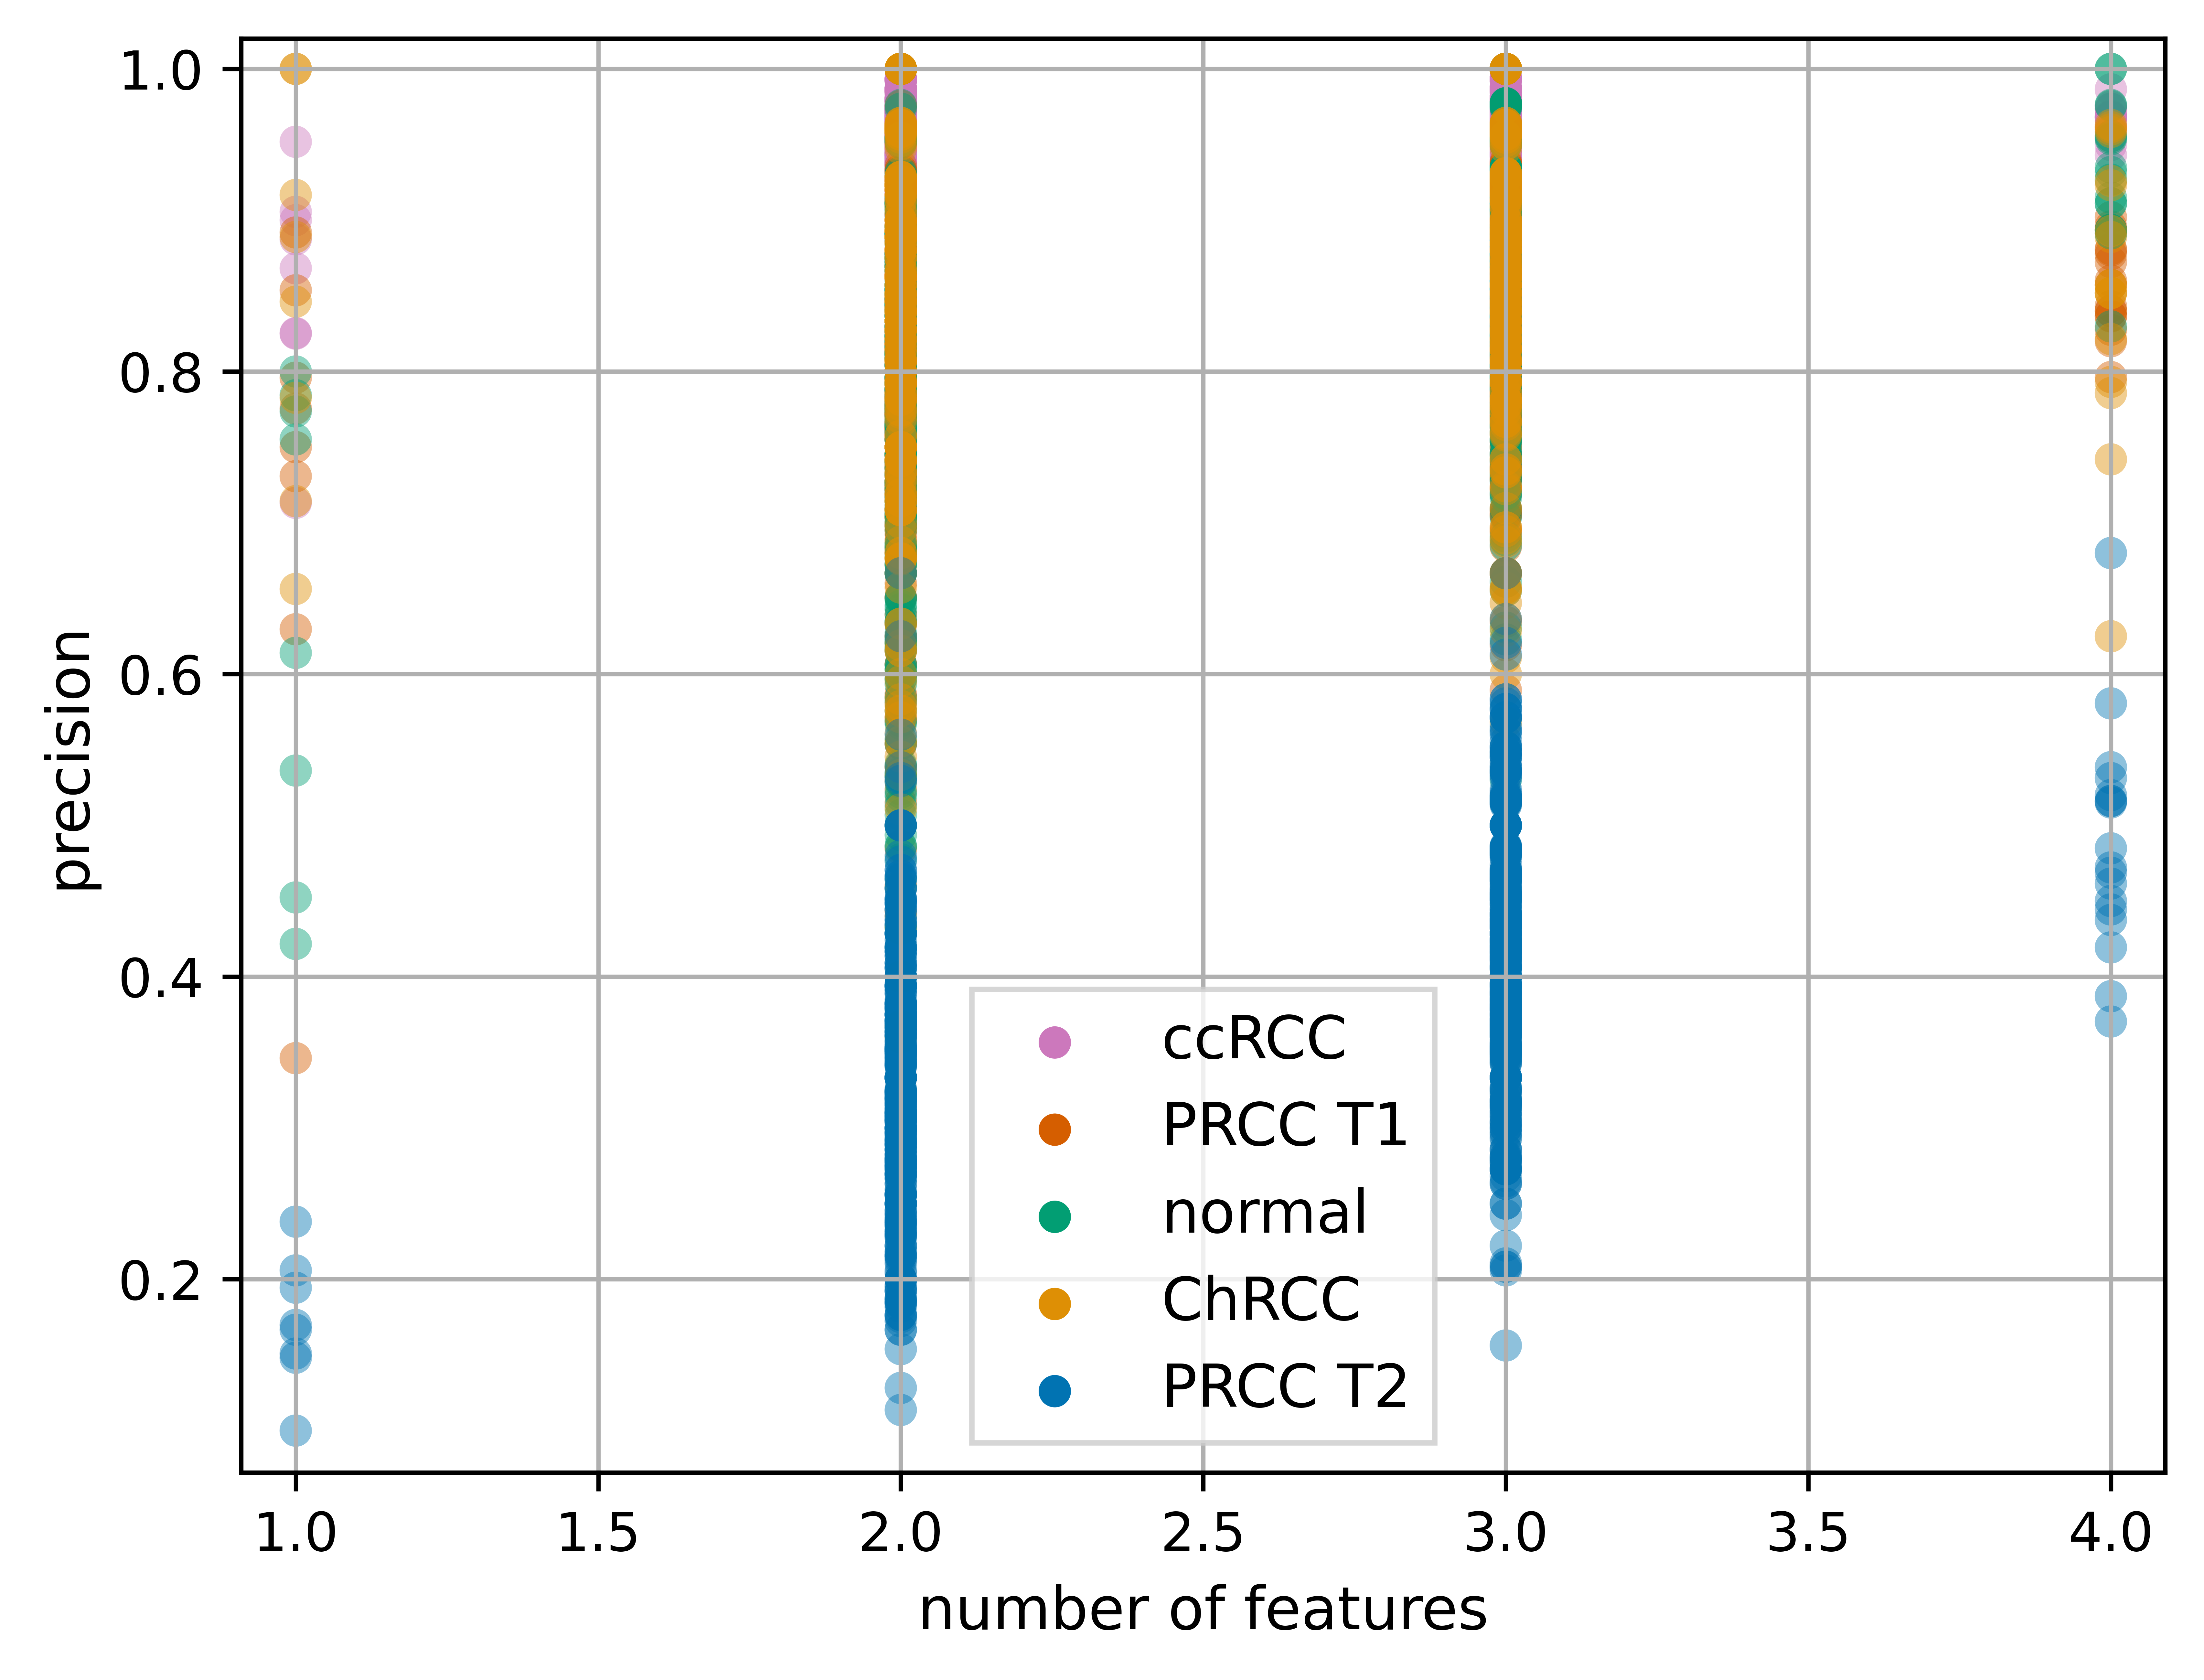 1.0
0.8
0.6
0.4
0.2
precision
ccRCC
PRCC T1
normal
ChRCC
PRCC T2
1.0 1.5 2.0 2.5 3.0 3.5 4.0
number of features